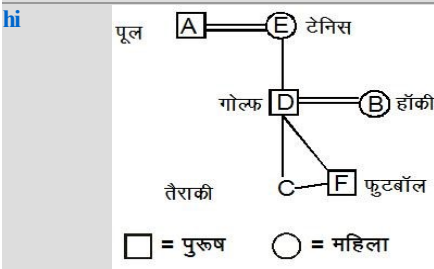 hi
पूल A E टेनिस
गोल्फ D B हॉकी
तैराकी C F फुटबॉल
= पुरूष = महिला